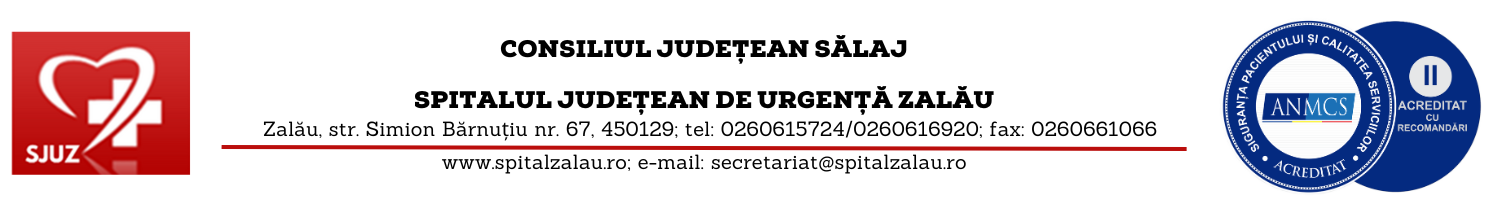 CONSILIUL JUDEȚEAN SĂLAJ
SPITALUL JUDEȚEAN DE URGENȚĂ ZALĂU
Zalău, str. Simion Bărnuțiu nr. 67, 450129; tel: 0260615724/0260616920; fax: 0260661066
www.spitalzalau.ro; e-mail: secretariat@spitalzalau.ro
SJUZ
SIGURANȚA PACIENTULUI ȘI CALITATEA SERVICIILOR
ANMCS
• ACREDITAT •
II
ACREDITAT
CU
RECOMANDĂRI